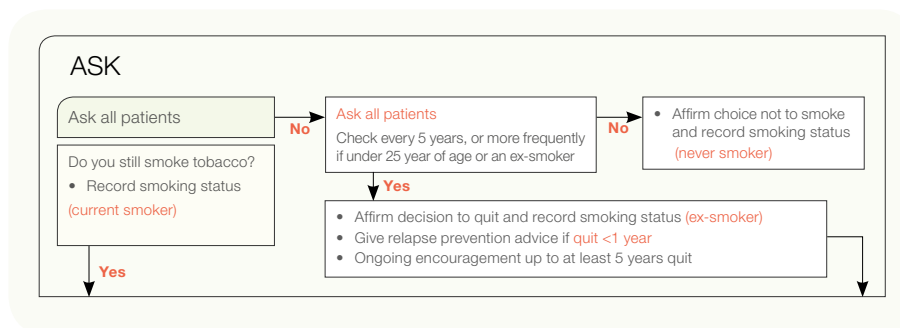 ASK
Ask all patients
No
Ask all patients
Check every 5 years, or more frequently
if under 25 year of age or an ex-smoker
No
• Affirm choice not to smoke
and record smoking status
(never smoker)
Do you still smoke tobacco?
• Record smoking status
(current smoker)
Yes
Yes
• Affirm decision to quit and record smoking status (ex-smoker)
• Give relapse prevention advice if quit <1 year
• Ongoing encouragement up to at least 5 years quit